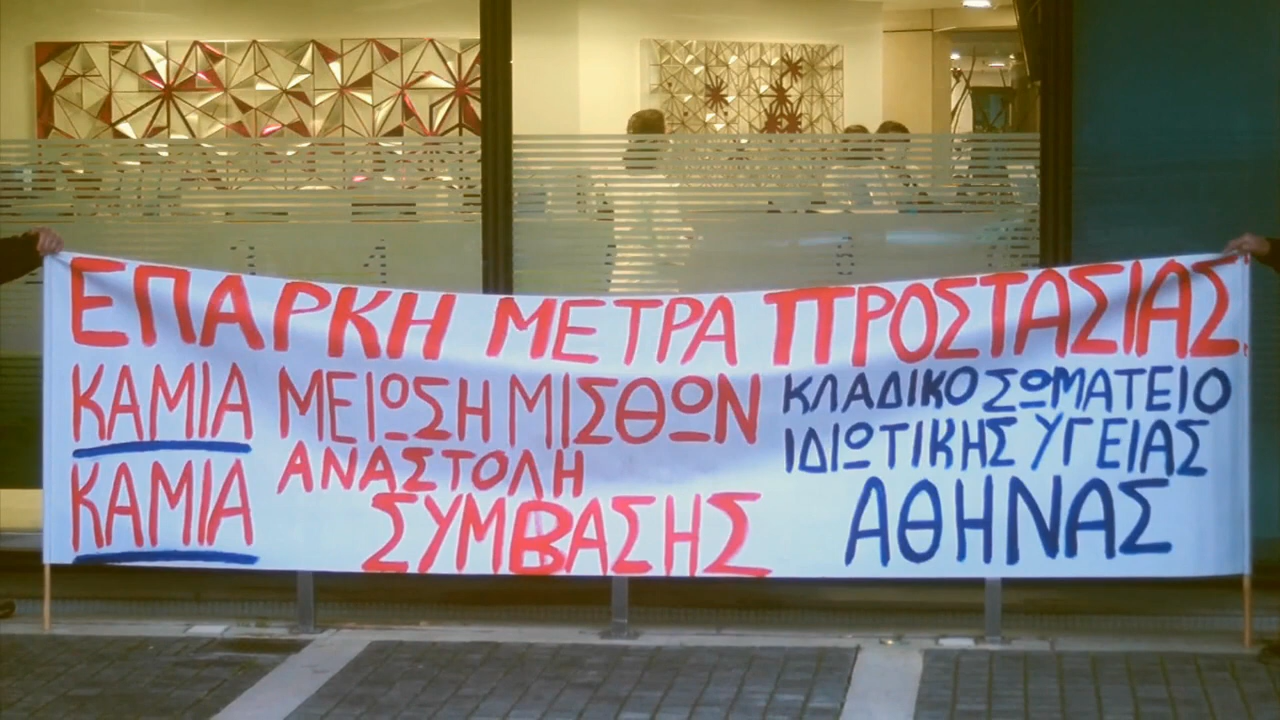 ΕΠΑΡΚΗ ΜΕΤΡΑ ΠΡΟΣΤΑΣΙΑΣ.
ΚΑΜΙΑ ΜΕΙΩΣΗ ΜΙΣΘΩΝ
ΚΑΜΙΑ ΑΝΑΣΤΟΛΗ
ΣΥΜΒΑΣΗΣ
ΚΛΑΔΙΚΟ ΣΩΜΑΤΕΙΟ
ΙΔΙΩΤΙΚΗΣ ΥΓΕΙΑΣ
ΑΘΗΝΑΣ